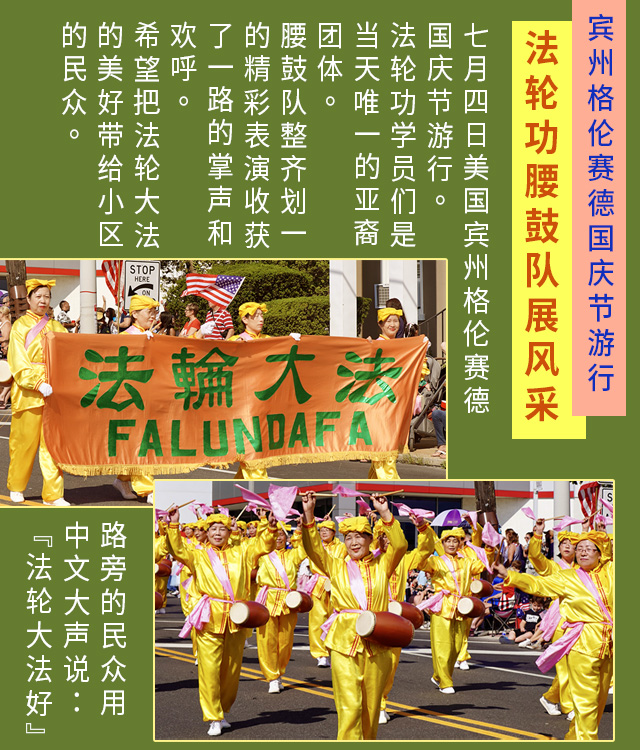 宾州格伦赛德国庆节游行
法轮功腰鼓队展风采
七月四日美国宾州格伦赛德
国庆节游行。
法轮功学员们是
当天唯一的亚裔
团体。
腰鼓队整齐划一
的精彩表演收获
了一路的掌声和
欢呼。
希望把法轮大法
的美好带给小区
的民众。
STOP
HERE
法輪大法
FALUNDAFA
路旁的民众用
中文大声说：
『法轮大法好』